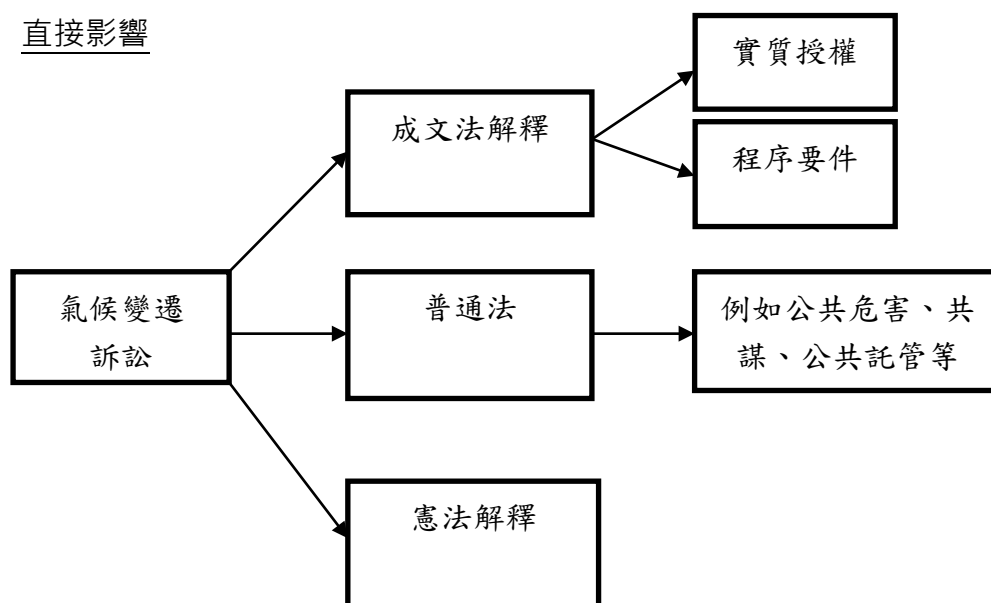 直接影響
實質授權
成文法解釋
程序要件
氣候變遷
訴訟
普通法
例如公共危害、共
謀、公共託管等
憲法解釋